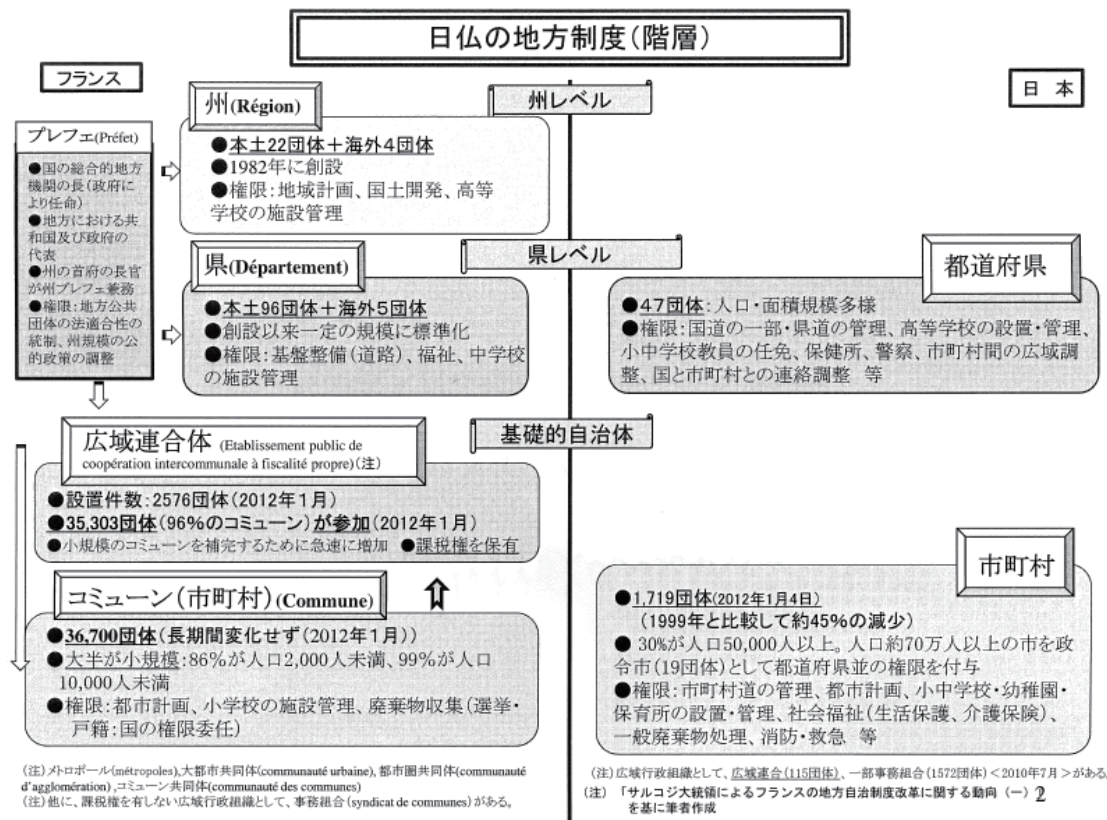 日仏の地方制度(階層)
フランス
日 本
プレフェ(Préfet)
●国の総合的地方
機関の長(政府に
より任命)
●地方における共
和国及び政府の
代表
●州の首府の長官
が州プレフェ兼務
●権限:地方公共
団体の法適合性の
統制、州規模の公
的政策の調整
州レベル
州(Région)
●本土22団体+海外4団体
●1982年に創設
●権限:地域計画、国土開発、高等
学校の施設管理
県レベル
県(Département)
●本土96団体+海外5団体
●創設以来一定の規模に標準化
●権限:基盤整備(道路)、福祉、中学校
の施設管理
都道府県
●47団体:人口・面積規模多様
●権限:国道の一部・県道の管理、高等学校の設置・管理、
小中学校教員の任免、保健所、警察、市町村間の広域調
整、国と市町村との連絡調整 等
基礎的自治体
広域連合体 (Etablissement public de
coopération intercommunale à fiscalité propre)(注)
●設置件数:2576団体(2012年1月)
●35,303団体(96%のコミューン)が参加(2012年1月)
●小規模のコミューンを補完するために急速に増加 ●課税権を保有
コミューン(市町村)(Commune)
●36,700団体(長期間変化せず(2012年1月))
●大半が小規模:86%が人口2,000人未満、99%が人口
10,000人未満
●権限:都市計画、小学校の施設管理、廃棄物収集(選挙・
戸籍:国の権限委任)
市町村
●1,719団体(2012年1月4日)
(1999年と比較して約45%の減少)
●30%が人口50,000人以上。人口約70万人以上の市を政
令市(19団体)として都道府県並の権限を付与
●権限:市町村道の管理、都市計画、小中学校・幼稚園・
保育所の設置・管理、社会福祉(生活保護、介護保険)、
一般廃棄物処理、消防・救急 等
(注)メトロポール(métropoles),大都市共同体(communauté urbaine),都市圏共同体(communauté
d'agglomération),コミューン共同体(communauté des communes)
(注)他に、課税権を有しない広域行政組織として、事務組合(syndicat de communes)がある。
(注)広域行政組織として、広域連合(115団体)、一部事務組合(1572団体)<2010年7月>がある。
(注) 「サルコジ大統領によるフランスの地方自治制度改革に関する動向 (一)」
を基に筆者作成
2